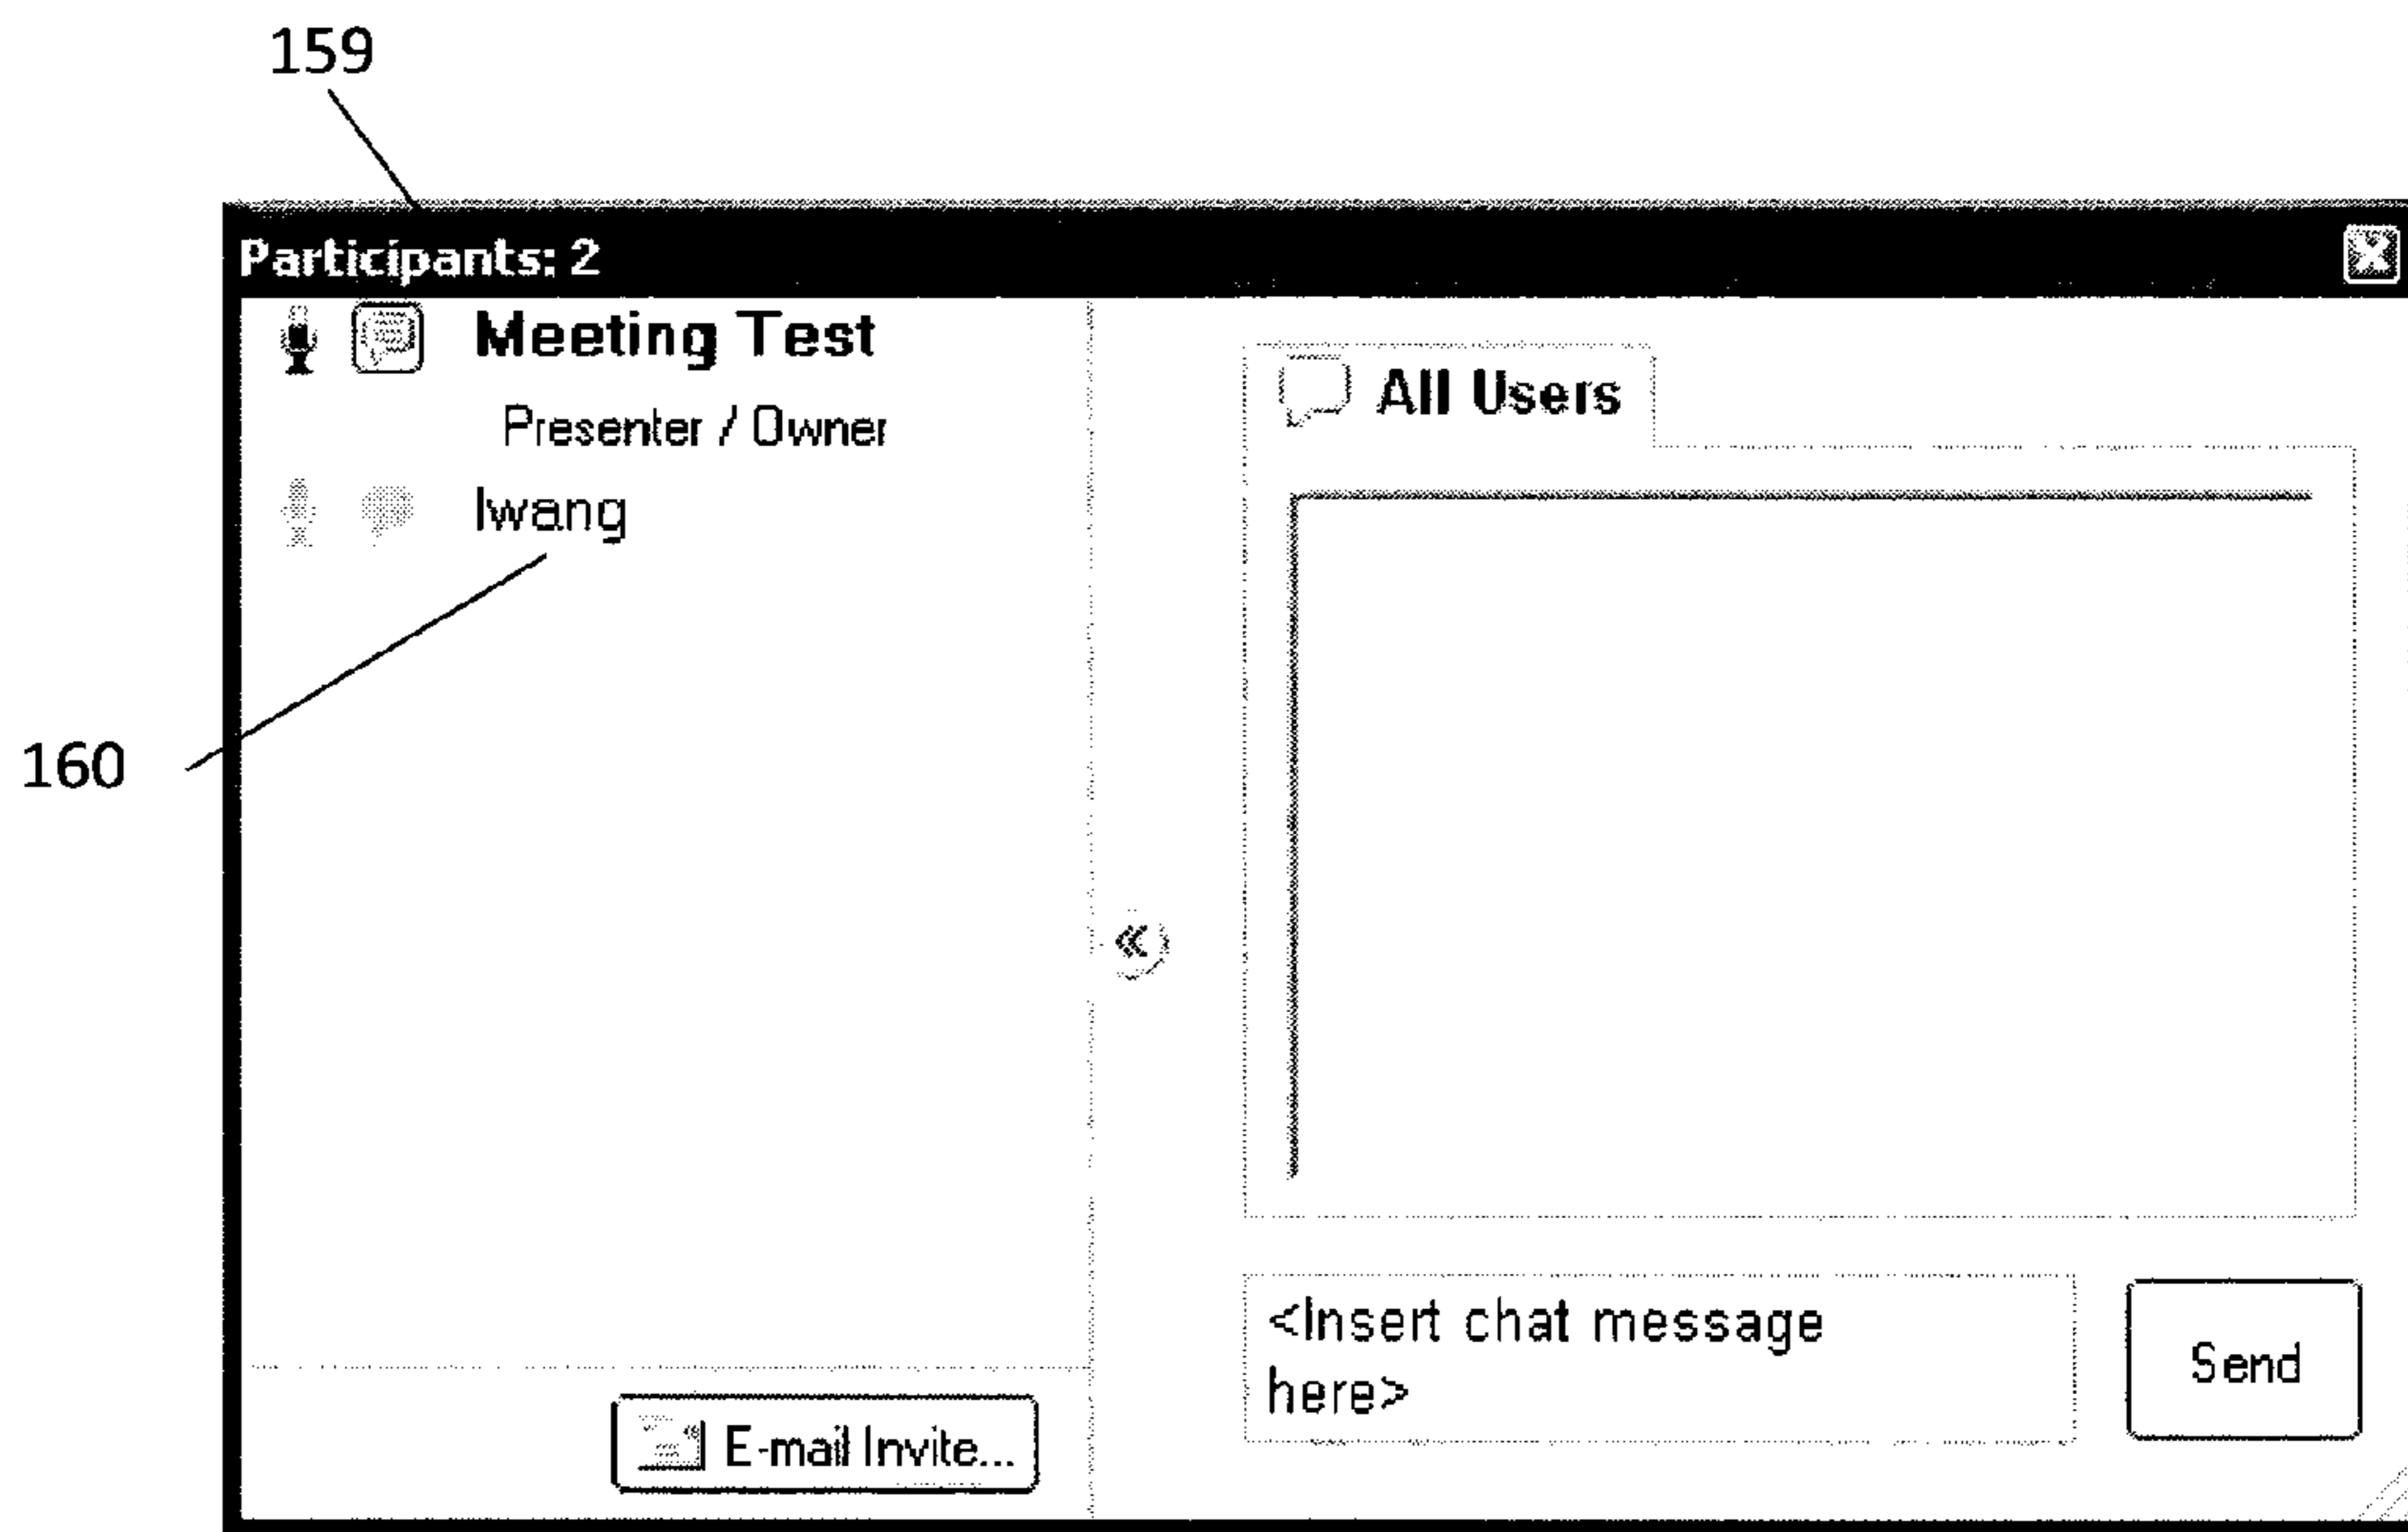 159
Participants: 2
Meeting Test
Presenter / Owner
lwang
160
All Users
«
<Insert chat message
here>
Send
E-mail Invite...